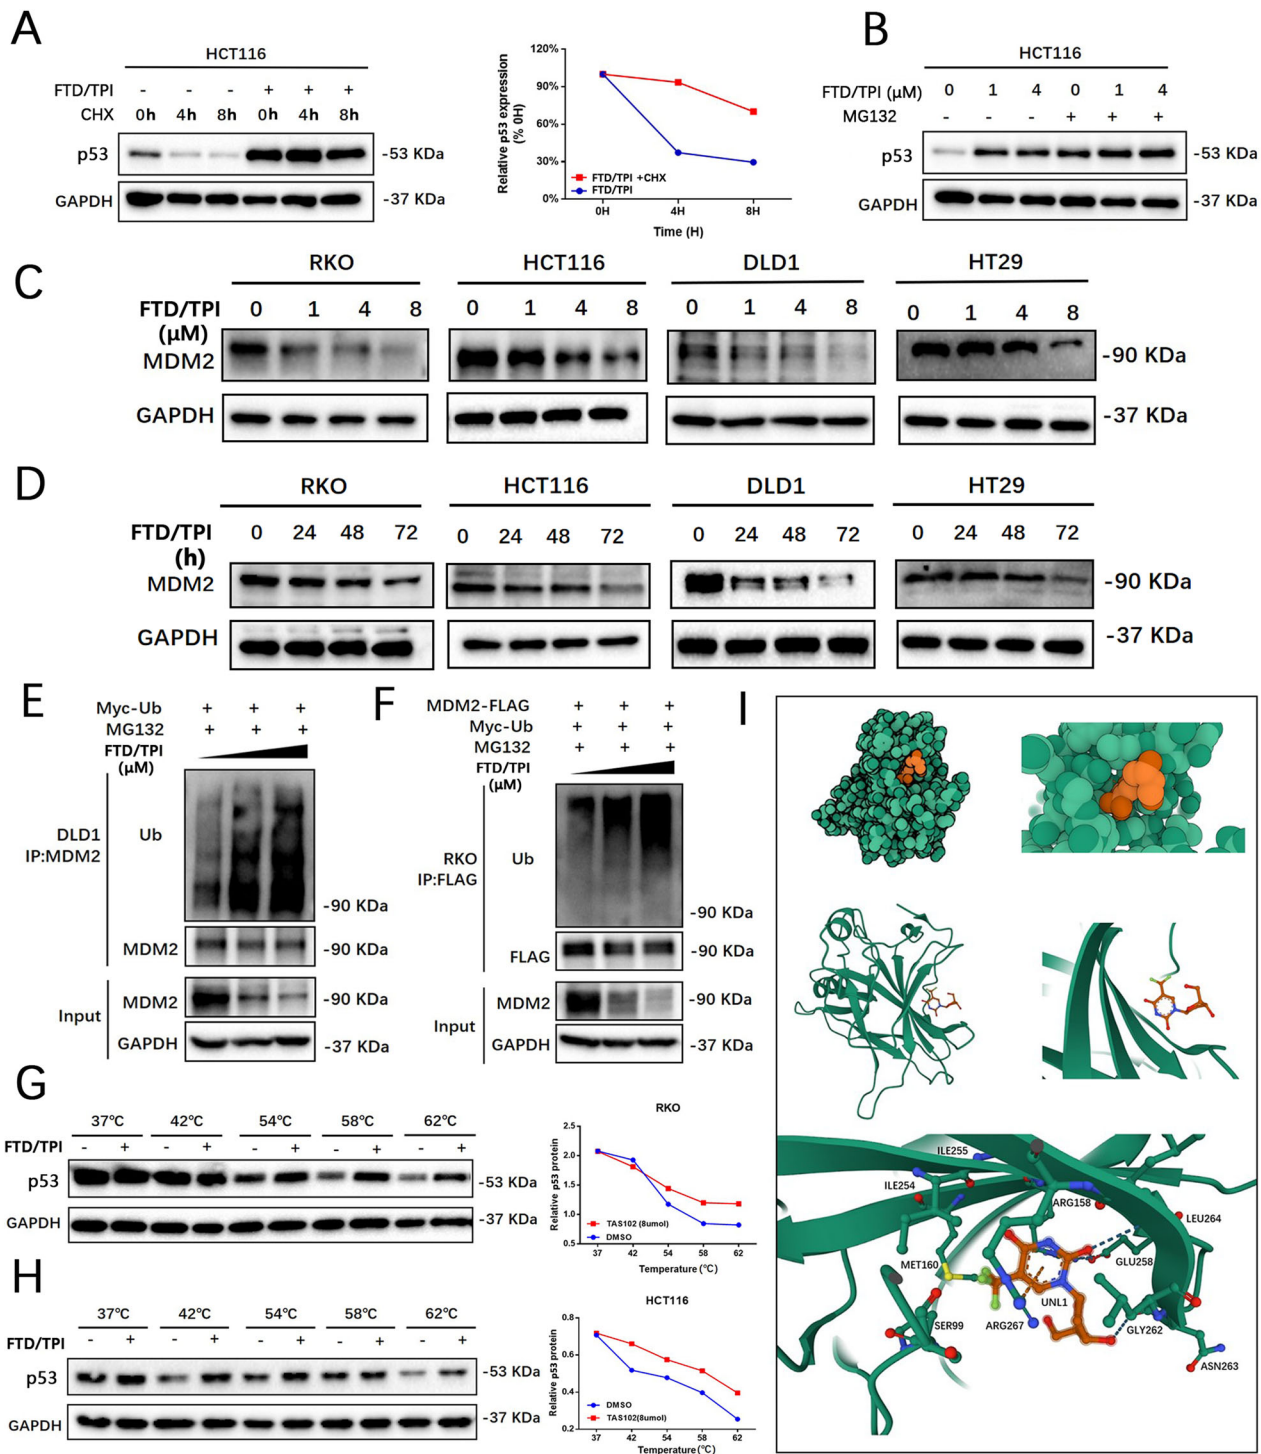 A
HCT116
FTD/TPI - - - + + +
CHX 0h 4h 8h 0h 4h 8h
p53 -53 KDa
GAPDH -37 KDa
120%
90%
60%
30%
0%
Relative p53 expression
(% 0H)
FTD/TPI +CHX
FTD/TPI
0H 4H 8H
Time (H)
B
HCT116
FTD/TPI (μM) 0 1 4 0 1 4
MG132 - - - + + +
p53 -53 KDa
GAPDH -37 KDa
C
RKO HCT116 DLD1 HT29
FTD/TPI
(μM)
0 1 4 8 0 1 4 8 0 1 4 8 0 1 4 8
MDM2 -90 KDa
GAPDH -37 KDa
D
RKO HCT116 DLD1 HT29
FTD/TPI
(h)
0 24 48 72 0 24 48 72 0 24 48 72 0 24 48 72
MDM2 -90 KDa
GAPDH -37 KDa
E
Myc-Ub + + +
MG132 + + +
FTD/TPI
(μM)
DLD1
IP:MDM2
Ub
-90 KDa
MDM2 -90 KDa
Input
MDM2 -90 KDa
GAPDH -37 KDa
F
MDM2-FLAG + + +
Myc-Ub + + +
MG132 + + +
FTD/TPI
(μM)
RKO
IP:FLAG
Ub
-90 KDa
FLAG -90 KDa
Input
MDM2 -90 KDa
GAPDH -37 KDa
G
37℃ 42℃ 54℃ 58℃ 62℃
FTD/TPI - + - + - + - + - +
p53 -53 KDa
GAPDH -37 KDa
RKO
2.5
2.0
1.5
1.0
0.5
Relative p53 protein
TAS102 (8umol)
DMSO
37 42 54 58 62
Temperature (℃)
H
37℃ 42℃ 54℃ 58℃ 62℃
FTD/TPI - + - + - + - + - +
p53 -53 KDa
GAPDH -37 KDa
HCT116
0.8
0.6
0.4
0.2
Relative p53 protein
DMSO
TAS102(8umol)
37 42 54 58 62
Temperature (℃)
I
ILE255
ILE254
ARG158
LEU264
MET160
GLU258
UNL1
SER99
ARG267
GLY262
ASN263